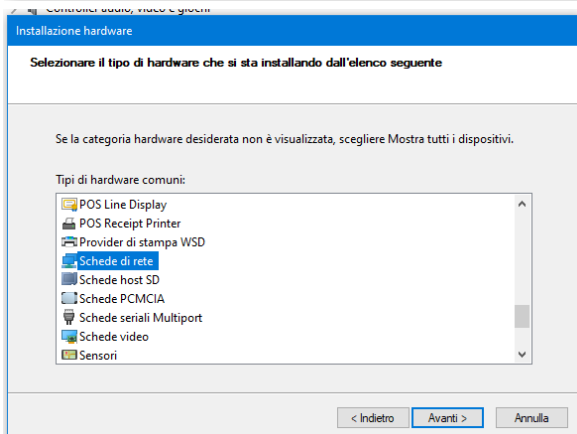 Controller audio, video e giochi
Installazione hardware
Selezionare il tipo di hardware che si sta installando dall'elenco seguente
Se la categoria hardware desiderata non è visualizzata, scegliere Mostra tutti i dispositivi.
Tipi di hardware comuni:
POS Line Display
POS Receipt Printer
Provider di stampa WSD
Schede di rete
Schede host SD
Schede PCMCIA
Schede seriali Multiport
Schede video
Sensori
< Indietro
Avanti >
Annulla